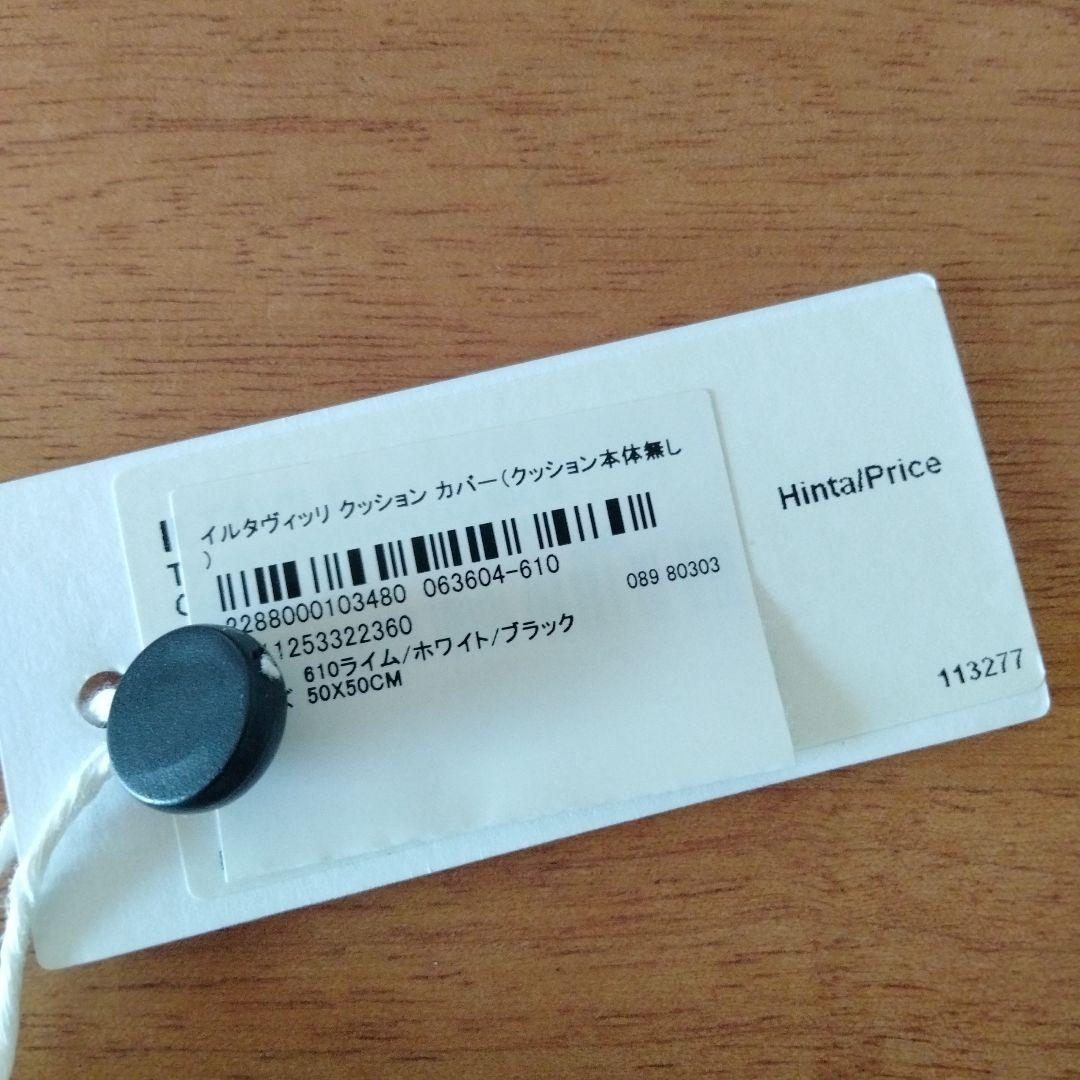 イルタヴィッリ クッション カバー(クッション本体無し
)
2288000103480 063604-610
089 80303
11253322360
610ライム/ホワイト/ブラック
50X50CM
Hinta/Price
113277